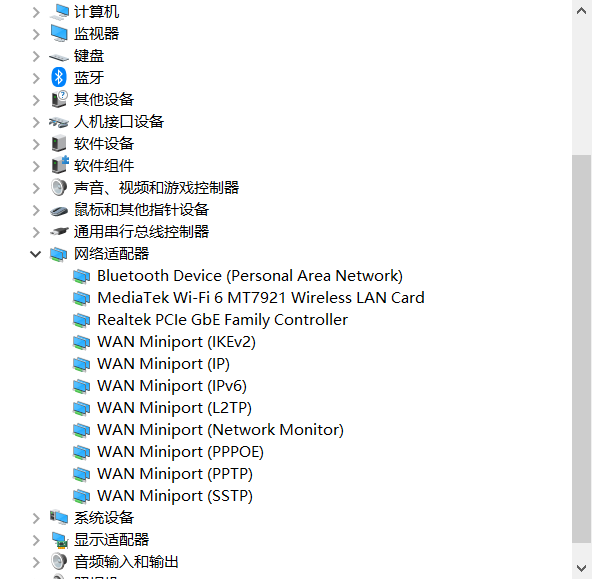 计算机
监视器
键盘
蓝牙
其他设备
人机接口设备
软件设备
软件组件
声音、视频和游戏控制器
鼠标和其他指针设备
通用串行总线控制器
网络适配器
Bluetooth Device (Personal Area Network)
MediaTek Wi-Fi 6 MT7921 Wireless LAN Card
Realtek PCIe GbE Family Controller
WAN Miniport (IKEv2)
WAN Miniport (IP)
WAN Miniport (IPv6)
WAN Miniport (L2TP)
WAN Miniport (Network Monitor)
WAN Miniport (PPPOE)
WAN Miniport (PPTP)
WAN Miniport (SSTP)
系统设备
显示适配器
音频输入和输出